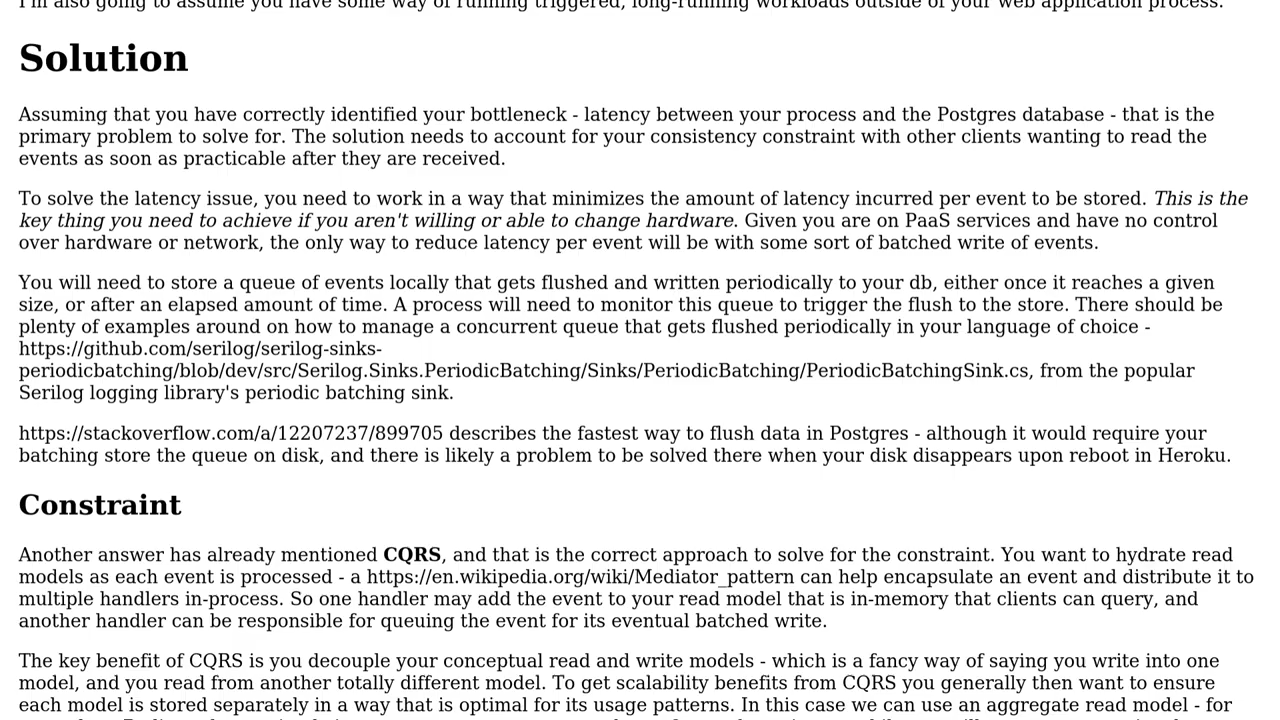 I'm also going to assume you have some way of running triggered, long-running workloads outside of your web application process.
Solution
Assuming that you have correctly identified your bottleneck - latency between your process and the Postgres database - that is the
primary problem to solve for. The solution needs to account for your consistency constraint with other clients wanting to read the
events as soon as practicable after they are received.
To solve the latency issue, you need to work in a way that minimizes the amount of latency incurred per event to be stored. This is the
key thing you need to achieve if you aren't willing or able to change hardware. Given you are on PaaS services and have no control
over hardware or network, the only way to reduce latency per event will be with some sort of batched write of events.
You will need to store a queue of events locally that gets flushed and written periodically to your db, either once it reaches a given
size, or after an elapsed amount of time. A process will need to monitor this queue to trigger the flush to the store. There should be
plenty of examples around on how to manage a concurrent queue that gets flushed periodically in your language of choice -
https://github.com/serilog/serilog-sinks-
periodicbatching/blob/dev/src/Serilog.Sinks.PeriodicBatching/Sinks/PeriodicBatching/PeriodicBatchingSink.cs, from the popular
Serilog logging library's periodic batching sink.
https://stackoverflow.com/a/12207237/899705 describes the fastest way to flush data in Postgres - although it would require your
batching store the queue on disk, and there is likely a problem to be solved there when your disk disappears upon reboot in Heroku.
Constraint
Another answer has already mentioned CQRS, and that is the correct approach to solve for the constraint. You want to hydrate read
models as each event is processed - a https://en.wikipedia.org/wiki/Mediator_pattern can help encapsulate an event and distribute it to
multiple handlers in-process. So one handler may add the event to your read model that is in-memory that clients can query, and
another handler can be responsible for queuing the event for its eventual batched write.
The key benefit of CQRS is you decouple your conceptual read and write models - which is a fancy way of saying you write into one
model, and you read from another totally different model. To get scalability benefits from CQRS you generally then want to ensure
each model is stored separately in a way that is optimal for its usage patterns. In this case we can use an aggregate read model - for